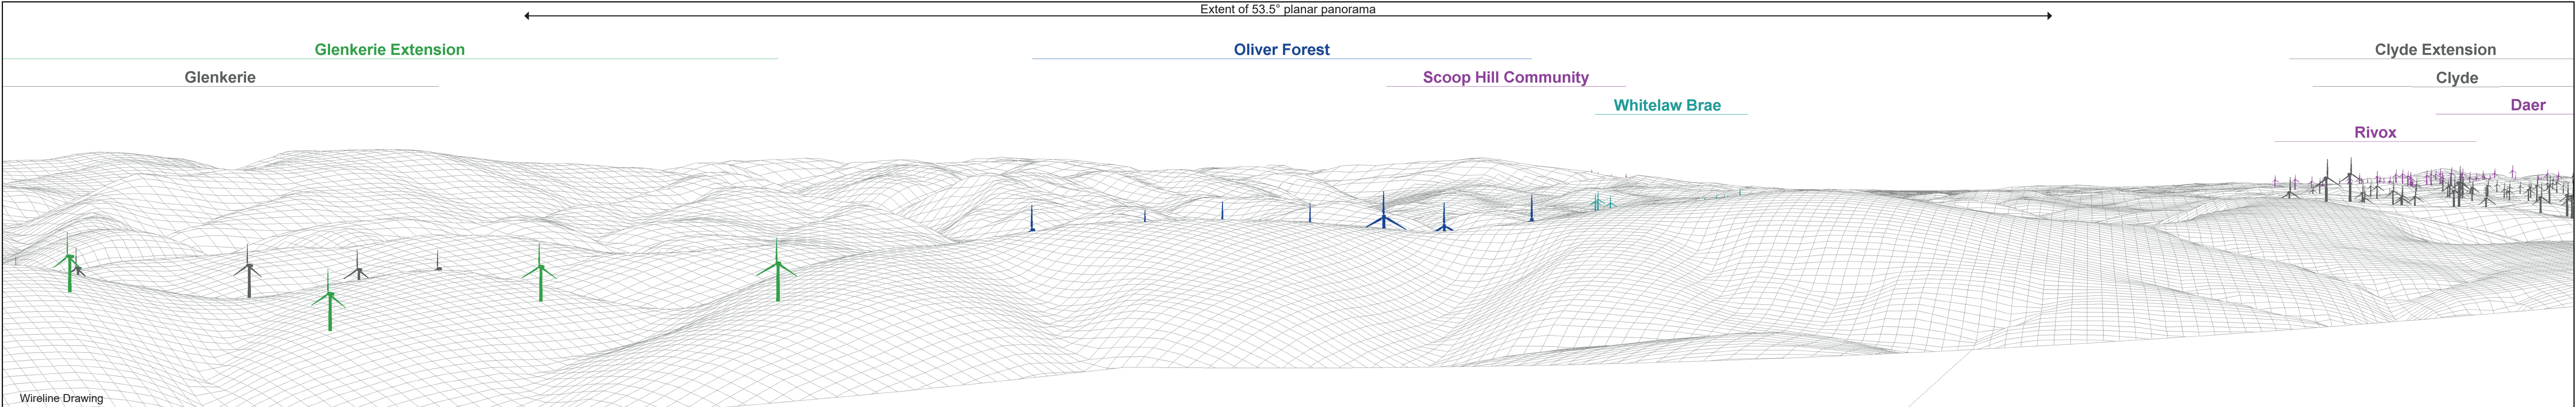 Extent of 53.5° planar panorama
Glenkerie Extension
Oliver Forest
Clyde Extension
Glenkerie
Scoop Hill Community
Clyde
Whitelaw Brae
Daer
Rivox
Wireline Drawing